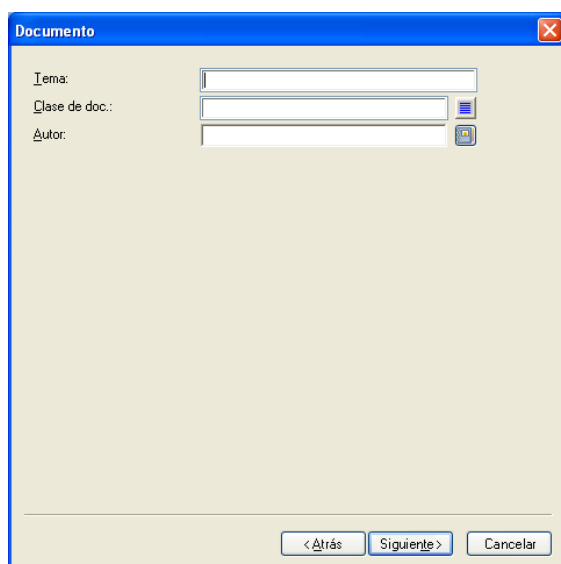 Documento
Tema:
Clase de doc.:
Autor:
< Atrás Siguiente > Cancelar